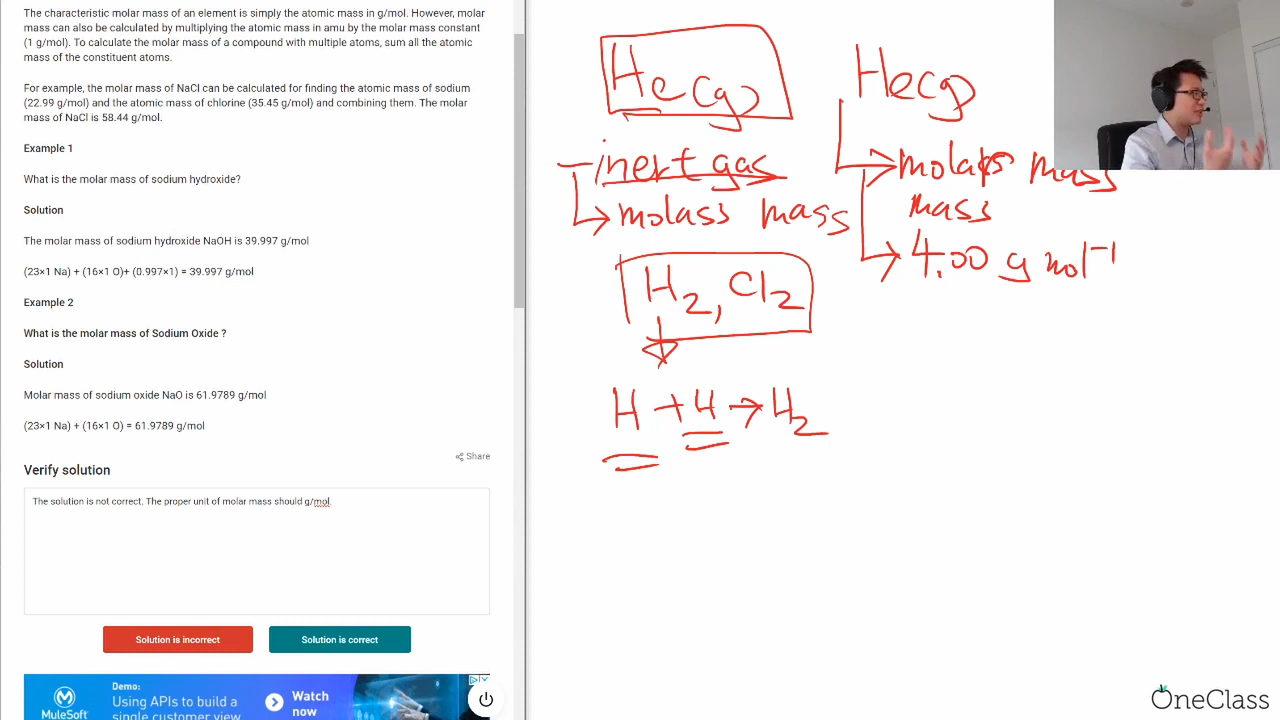 The characteristic molar mass of an element is simply the atomic mass in g/mol. However, molar
mass can also be calculated by multiplying the atomic mass in amu by the molar mass constant
(1 g/mol). To calculate the molar mass of a compound with multiple atoms, sum all the atomic
mass of the constituent atoms.
For example, the molar mass of NaCl can be calculated for finding the atomic mass of sodium
(22.99 g/mol) and the atomic mass of chlorine (35.45 g/mol) and combining them. The molar
mass of NaCl is 58.44 g/mol.
Example 1
What is the molar mass of sodium hydroxide?
Solution
The molar mass of sodium hydroxide NaOH is 39.997 g/mol
(23×1 Na) + (16×1 O)+ (0.997×1) = 39.997 g/mol
Example 2
What is the molar mass of Sodium Oxide ?
Solution
Molar mass of sodium oxide NaO is 61.9789 g/mol
(23×1 Na) + (16×1 O) = 61.9789 g/mol
Share
Verify solution
The solution is not correct. The proper unit of molar mass should g/mol.
Solution is incorrect
Solution is correct
MuleSoft
Demo:
Using APIs to build a
single customer view
Watch
now
He(g)
inert gas
molass mass
H2, Cl2
H + H → H2
He(g)
molars mass
mass
4.00 g mol-1
OneClass